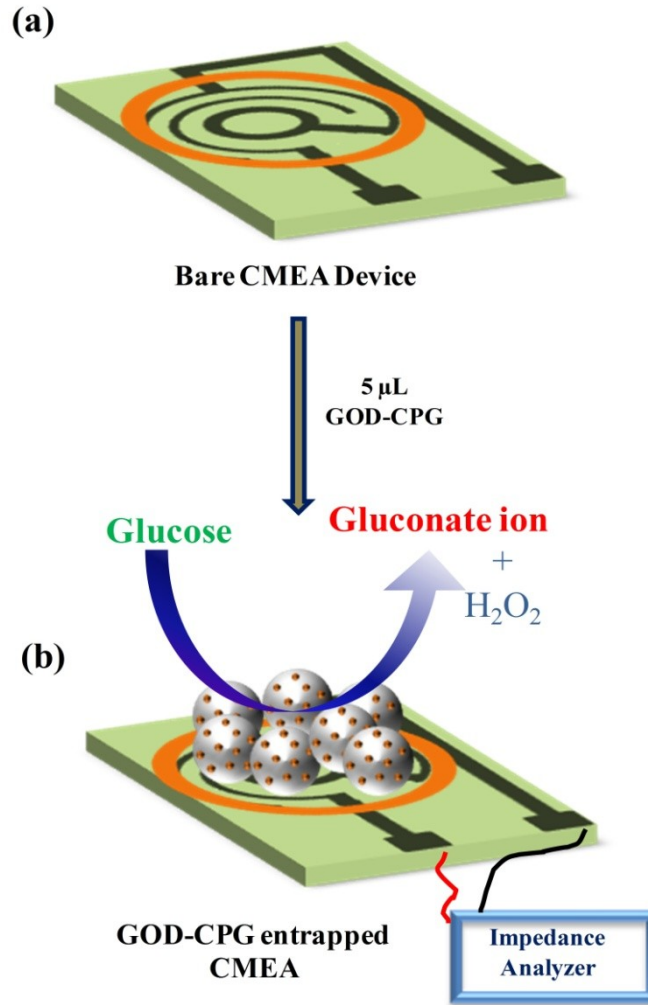 (a)
Bare CMEA Device
5 µL
GOD-CPG
Glucose
Gluconate ion
+
H₂O₂
(b)
GOD-CPG entrapped
CMEA
Impedance
Analyzer